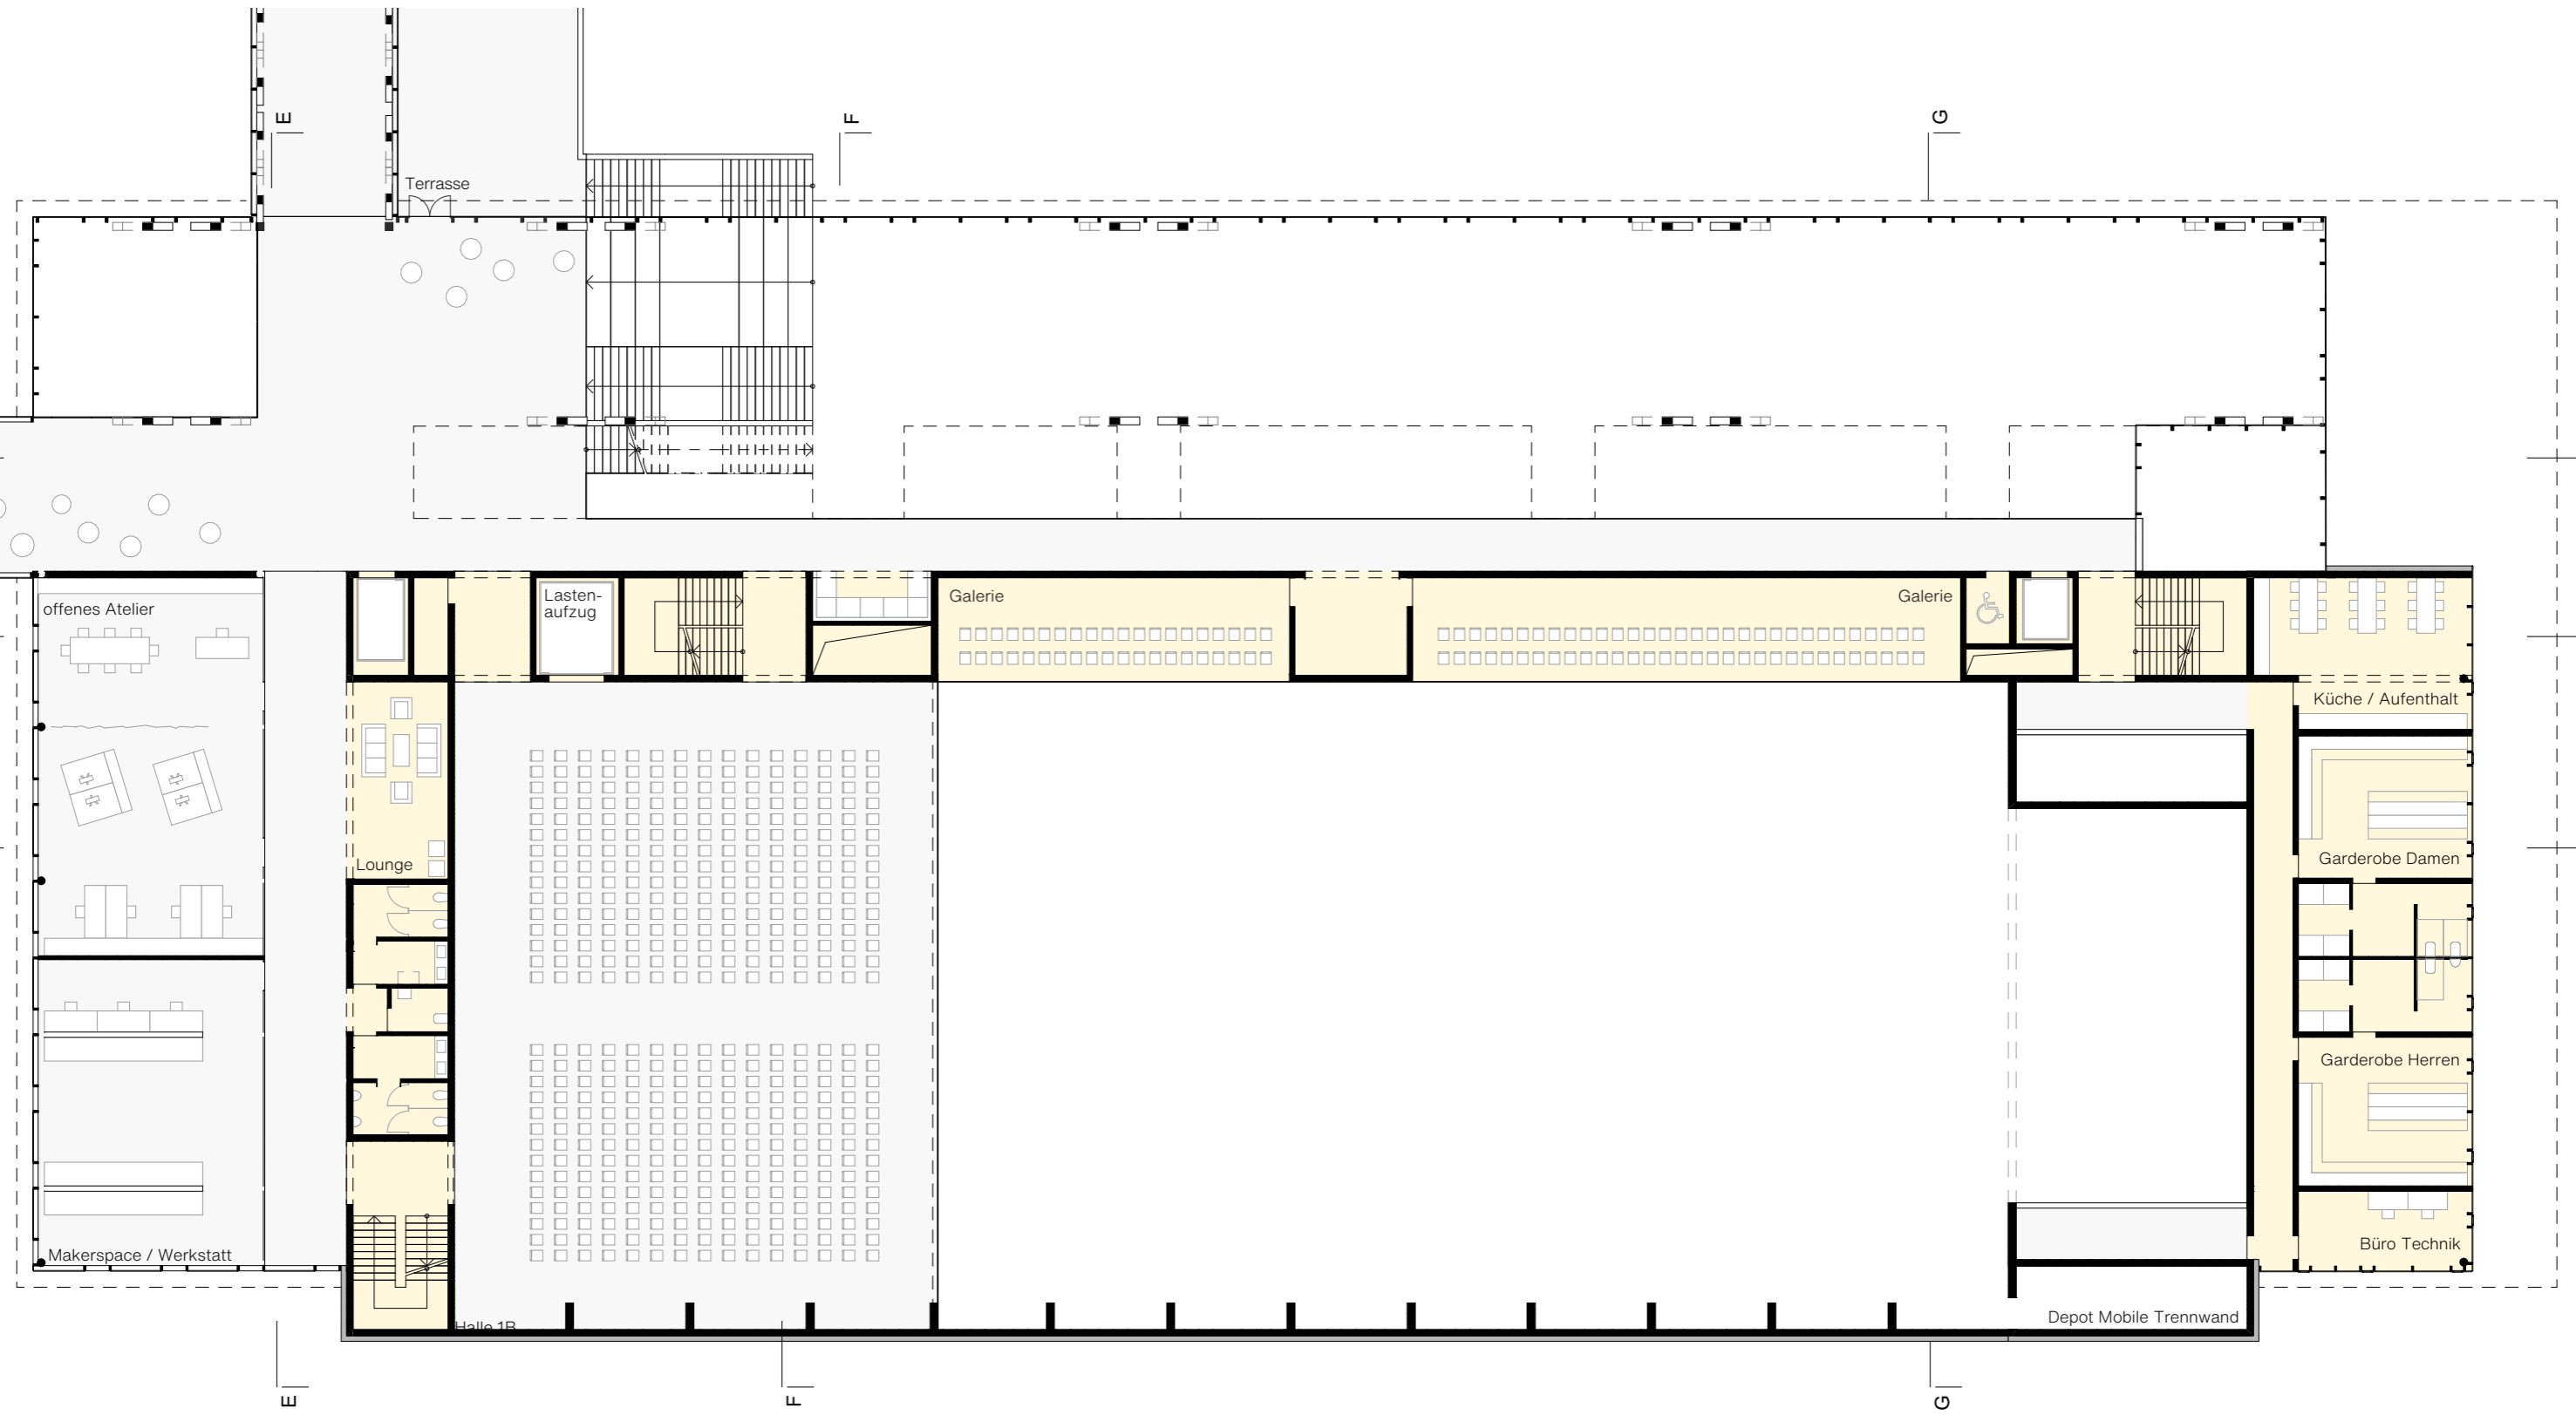 E
F
G
Terrasse
offenes Atelier
Lasten-
aufzug
Galerie
Galerie
Küche / Aufenthalt
Lounge
Garderobe Damen
Garderobe Herren
Büro Technik
Makerspace / Werkstatt
Halle 1B
Depot Mobile Trennwand
E
F
G